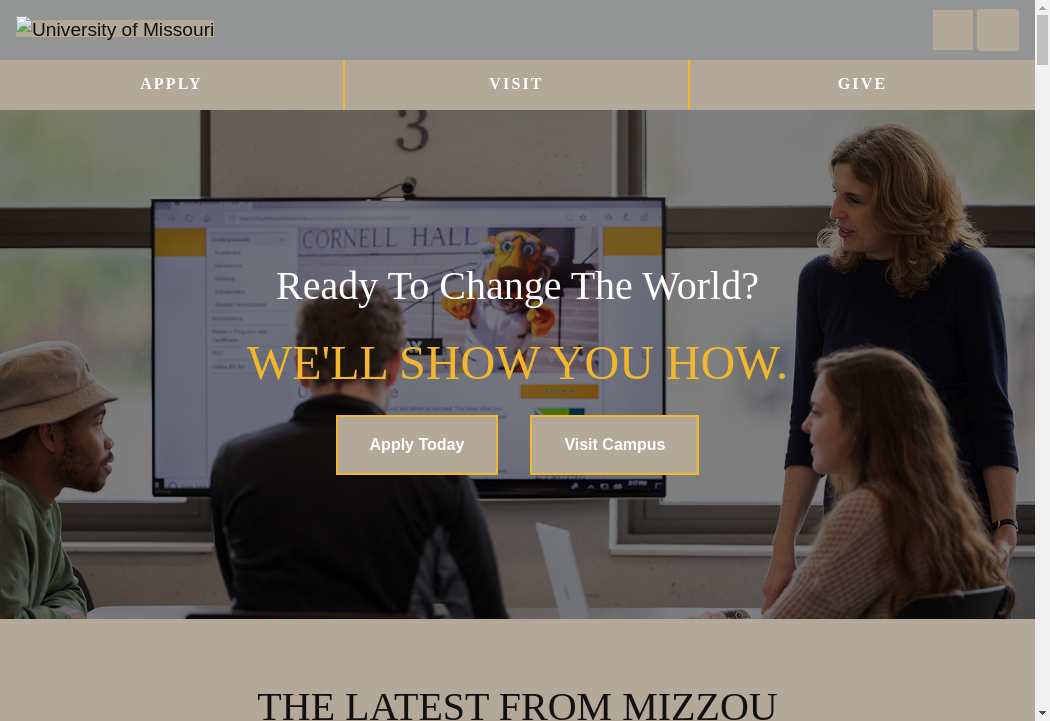 University of Missouri
APPLY
VISIT
GIVE
3
CORNELL HALL
Ready To Change The World?
WE'LL SHOW YOU HOW.
Apply Today
Visit Campus
THE LATEST FROM MIZZOU